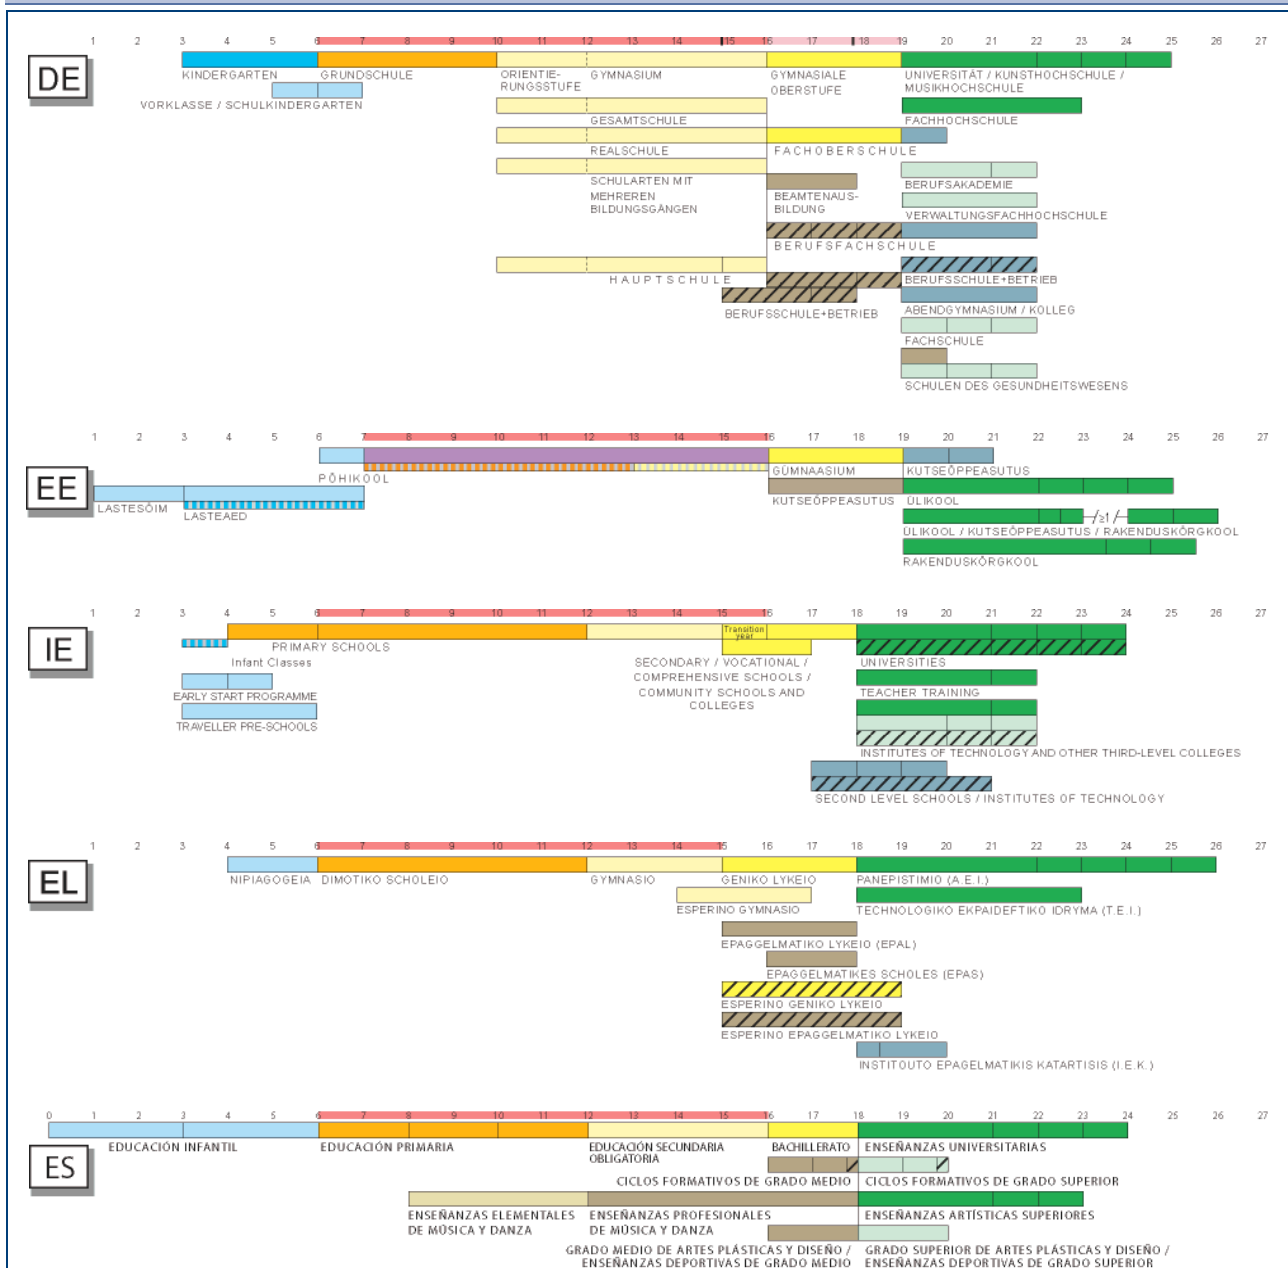 1 2 3 4 5 6 7 8 9 10 11 12 13 14 15 16 17 18 19 20 21 22 23 24 25 26 27
DE
KINDERGARTEN GRUNDSCHULE ORIENTIE-RUNGSSTUFE GYMNASIUM GYMNASIALE OBERSTUFE UNIVERSITÄT / KUNSTHOCHSCHULE / MUSIKHOCHSCHULE
VORKLASSE / SCHULKINDERGARTEN
GESAMTSCHULE FACHHOCHSCHULE
REALSCHULE FACHOBERSCHULE
SCHULARTEN MIT MEHREREN BILDUNGSGÄNGEN BEAMTENAUS-BILDUNG BERUFSAKADEMIE
VERWALTUNGSFACHHOCHSCHULE
BERUFSFACHSCHULE
HAUPTSCHULE BERUFSSCHULE+BETRIEB
BERUFSSCHULE+BETRIEB ABENDGYMNASIUM / KOLLEG
FACHSCHULE
SCHULEN DES GESUNDHEITSWESENS
1 2 3 4 5 6 7 8 9 10 11 12 13 14 15 16 17 18 19 20 21 22 23 24 25 26 27
EE
PÕHIKOOL GÜMNAASIUM KUTSEÕPPEASUTUS
LASTESÕIM LASTEAED KUTSEÕPPEASUTUS ÜLIKOOL
≥1
ÜLIKOOL / KUTSEÕPPEASUTUS / RAKENDUSKÕRGKOOL
RAKENDUSKÕRGKOOL
1 2 3 4 5 6 7 8 9 10 11 12 13 14 15 16 17 18 19 20 21 22 23 24 25 26 27
IE
Transition year
PRIMARY SCHOOLS
Infant Classes
SECONDARY / VOCATIONAL /
COMPREHENSIVE SCHOOLS /
COMMUNITY SCHOOLS AND
COLLEGES
UNIVERSITIES
EARLY START PROGRAMME TEACHER TRAINING
TRAVELLER PRE-SCHOOLS
INSTITUTES OF TECHNOLOGY AND OTHER THIRD-LEVEL COLLEGES
SECOND LEVEL SCHOOLS / INSTITUTES OF TECHNOLOGY
1 2 3 4 5 6 7 8 9 10 11 12 13 14 15 16 17 18 19 20 21 22 23 24 25 26 27
EL
NIPIAGOGEIA DIMOTIKO SCHOLEIO GYMNASIO GENIKO LYKEIO PANEPISTIMIO (A.E.I.)
ESPERINO GYMNASIO TECHNOLOGIKO EKPAIDEFTIKO IDRYMA (T.E.I.)
EPAGGELMATIKO LYKEIO (EPAL)
EPAGGELMATIKES SCHOLES (EPAS)
ESPERINO GENIKO LYKEIO
ESPERINO EPAGGELMATIKO LYKEIO
INSTITOUTO EPAGELMATIKIS KATARTISIS (I.E.K.)
0 1 2 3 4 5 6 7 8 9 10 11 12 13 14 15 16 17 18 19 20 21 22 23 24 25 26 27
ES
EDUCACIÓN INFANTIL EDUCACIÓN PRIMARIA EDUCACIÓN SECUNDARIA OBLIGATORIA BACHILLERATO ENSEÑANZAS UNIVERSITARIAS
CICLOS FORMATIVOS DE GRADO MEDIO CICLOS FORMATIVOS DE GRADO SUPERIOR
ENSEÑANZAS ELEMENTALES DE MÚSICA Y DANZA ENSEÑANZAS PROFESIONALES DE MÚSICA Y DANZA ENSEÑANZAS ARTÍSTICAS SUPERIORES
GRADO MEDIO DE ARTES PLÁSTICAS Y DISEÑO / GRADO SUPERIOR DE ARTES PLÁSTICAS Y DISEÑO /
ENSEÑANZAS DEPORTIVAS DE GRADO MEDIO ENSEÑANZAS DEPORTIVAS DE GRADO SUPERIOR